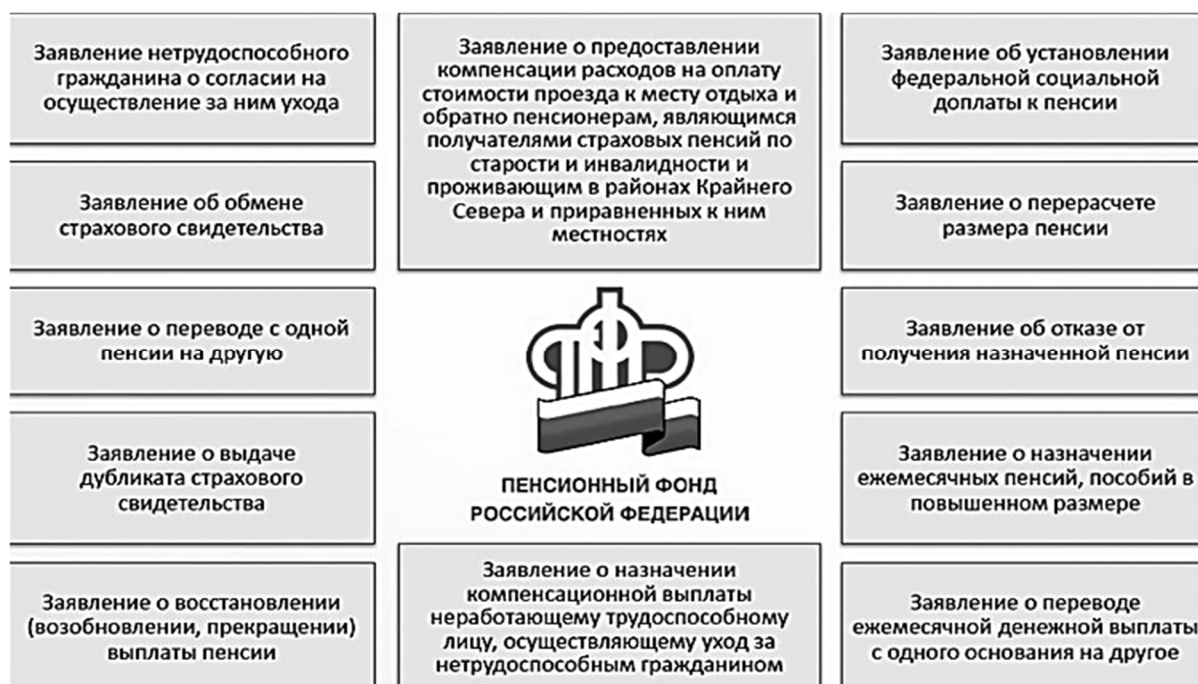 Заявление нетрудоспособного
гражданина о согласии на
осуществление за ним ухода
Заявление об обмене
страхового свидетельства
Заявление о переводе с одной
пенсии на другую
Заявление о выдаче
дубликата страхового
свидетельства
Заявление о восстановлении
(возобновлении, прекращении)
выплаты пенсии
Заявление о предоставлении
компенсации расходов на оплату
стоимости проезда к месту отдыха и
обратно пенсионерам, являющимся
получателями страховых пенсий по
старости и инвалидности и
проживающим в районах Крайнего
Севера и приравненных к ним
местностях
ПЕНСИОННЫЙ ФОНД
РОССИЙСКОЙ ФЕДЕРАЦИИ
Заявление о назначении
компенсационной выплаты
неработающему трудоспособному
лицу, осуществляющему уход за
нетрудоспособным гражданином
Заявление об установлении
федеральной социальной
доплаты к пенсии
Заявление о перерасчете
размера пенсии
Заявление об отказе от
получения назначенной пенсии
Заявление о назначении
ежемесячных пенсий, пособий в
повышенном размере
Заявление о переводе
ежемесячной денежной выплаты
с одного основания на другое